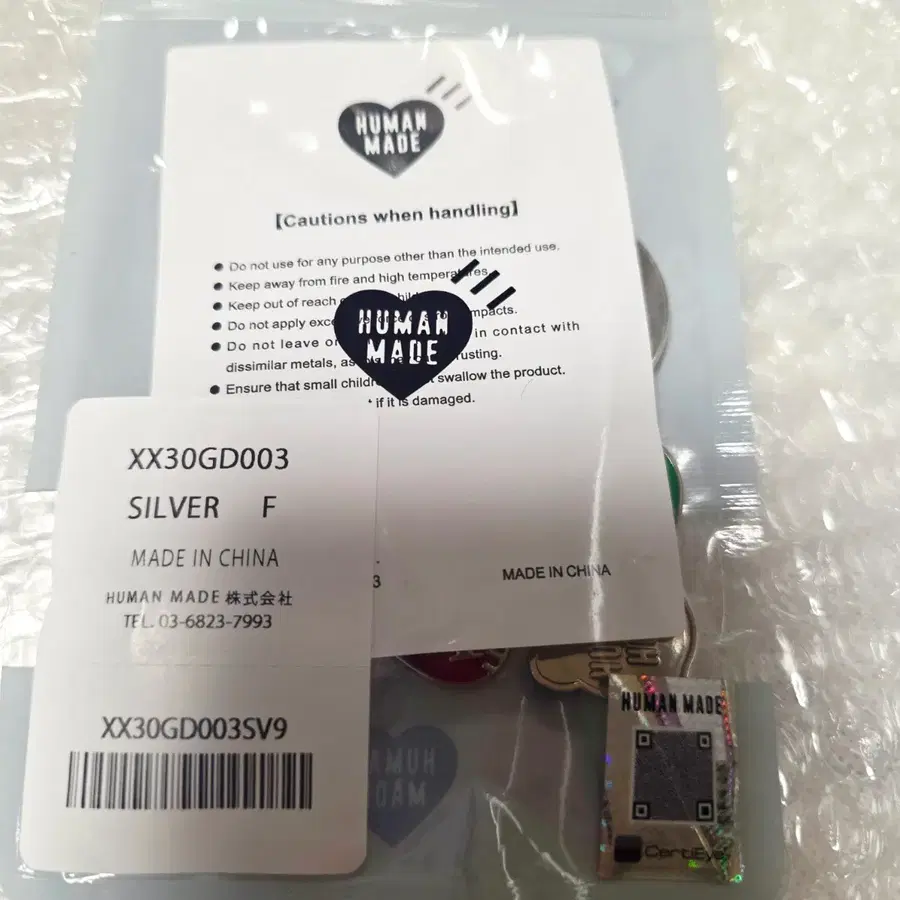 HUMAN
MADE
【Cautions when handling】
● Do not use for any purpose other than the intended use.
● Keep away from fire and high temperatures.
● Keep out of reach
● Do not apply impacts.
● Do not leave in contact with
dissimilar metals, rusting.
● Ensure that small swallow the product.
if it is damaged.
HUMAN
MADE
3
MADE IN CHINA
XX30GD003
SILVER F
MADE IN CHINA
HUMAN MADE 株式会社
TEL. 03-6823-7993
XX30GD003SV9
HUMAN
MADE
HUMAN MADE
CertiEye